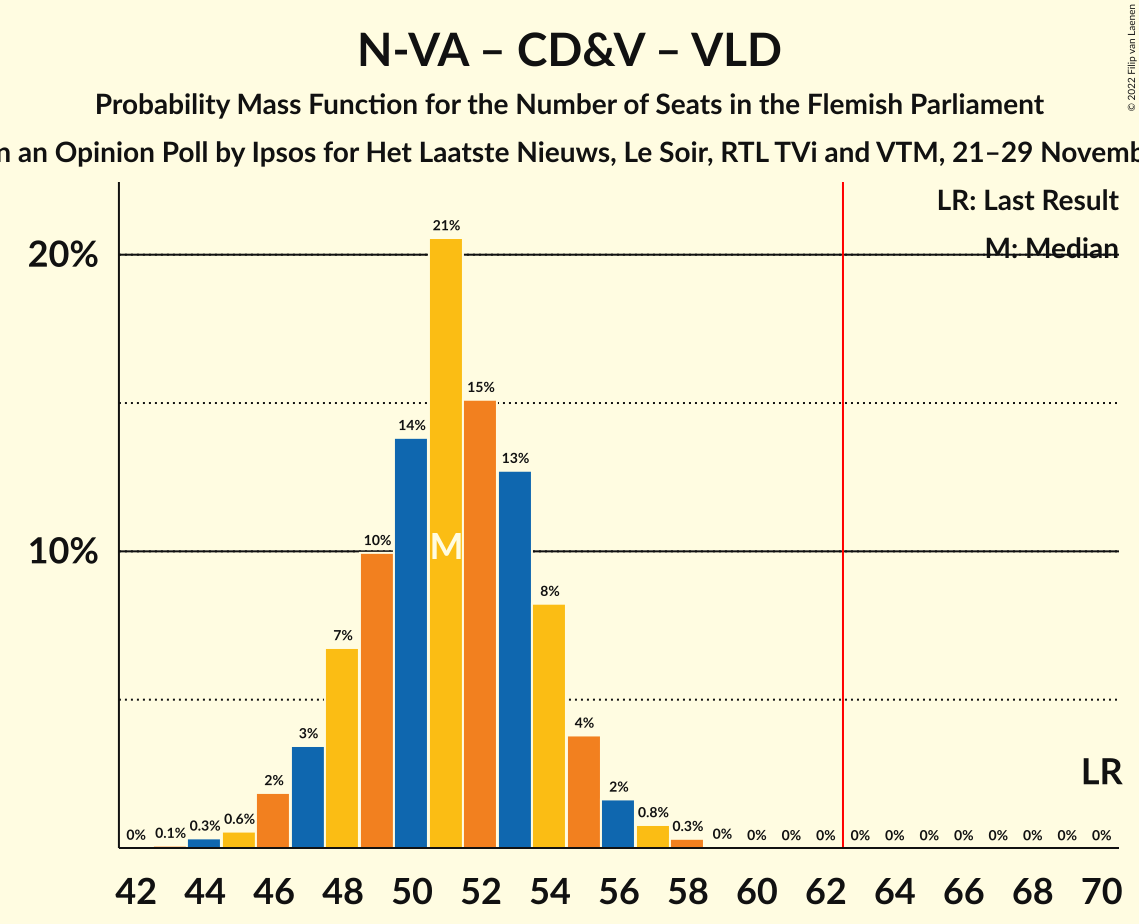 N-VA – CD&V – VLD
Probability Mass Function for the Number of Seats in the Flemish Parliament
an Opinion Poll by Ipsos for Het Laatste Nieuws, Le Soir, RTL TVi and VTM, 21–29
© 2022 Filip van Laenen
LR: Last Result
M: Median
20%
10%
21%
15%
14%
13%
10%
M
8%
7%
4%
3%
2%
2%
LR
0% 0.1% 0.3% 0.6% 0.8% 0.3% 0% 0% 0% 0% 0% 0% 0% 0% 0% 0% 0% 0%
42 44 46 48 50 52 54 56 58 60 62 64 66 68 70